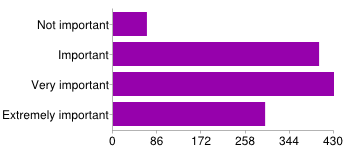 Not important
Important
Very important
Extremely important
0 86 172 258 344 430